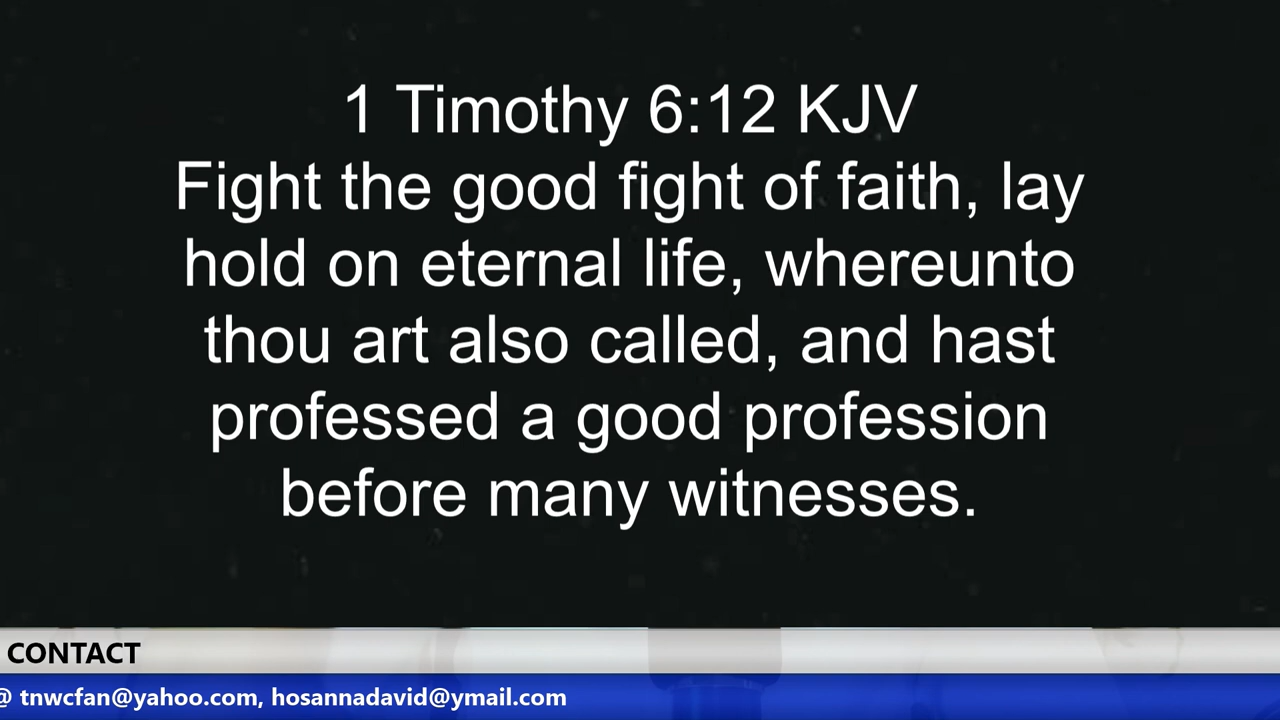 1 Timothy 6:12 KJV
Fight the good fight of faith, lay
hold on eternal life, whereunto
thou art also called, and hast
professed a good profession
before many witnesses.
CONTACT
@ tnwcfan@yahoo.com, hosannadavid@ymail.com